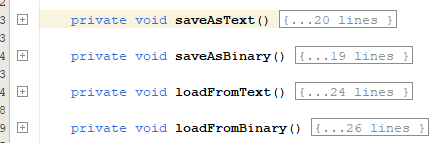 private void saveAsText() {...20 lines }
private void saveAsBinary() {...19 lines }
private void loadFromText() {...24 lines }
private void loadFromBinary() {...26 lines }